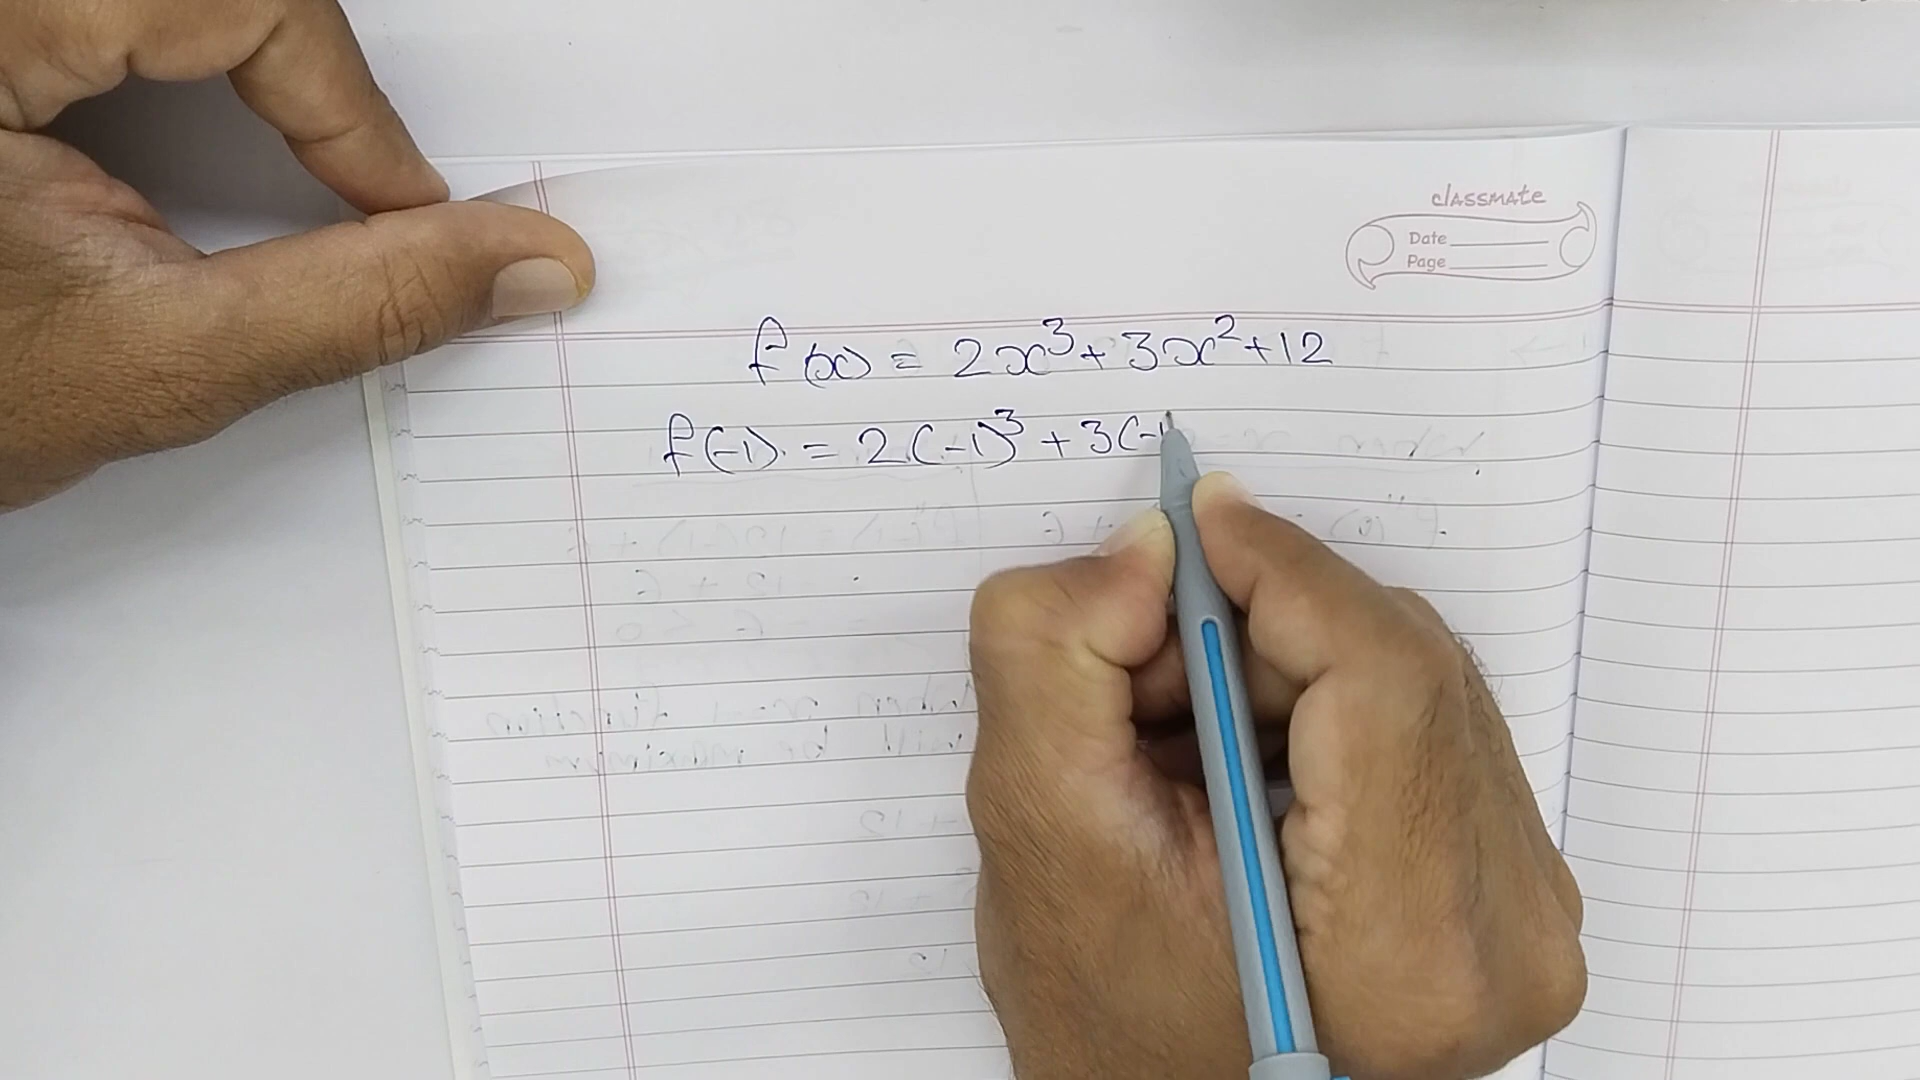 classmate
Date
Page
f(x) = 2x³ + 3x² + 12
f(-1) = 2(-1)³ + 3(-1